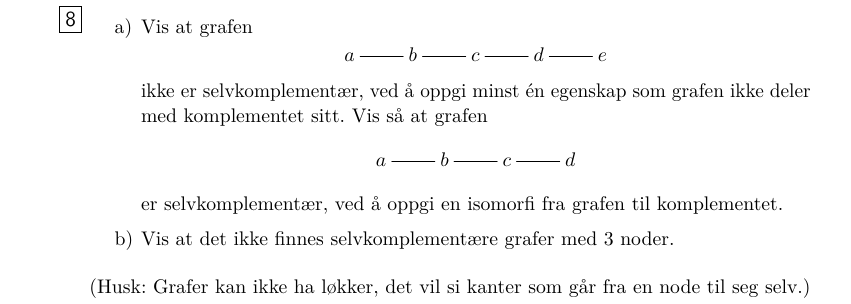 8 a) Vis at grafen
a b c d e
ikke er selvkomplementær, ved å oppgi minst én egenskap som grafen ikke deler
med komplementet sitt. Vis så at grafen
a b c d
er selvkomplementær, ved å oppgi en isomorfi fra grafen til komplementet.
b) Vis at det ikke finnes selvkomplementære grafer med 3 noder.
(Husk: Grafer kan ikke ha løkker, det vil si kanter som går fra en node til seg selv.)